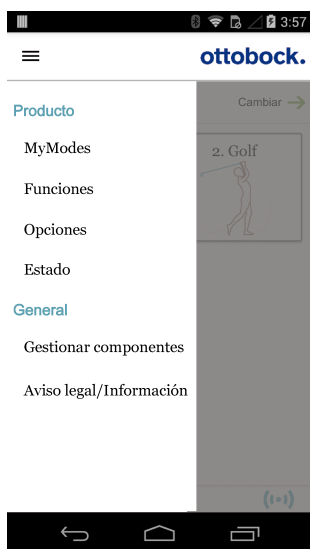 3:57
ottobock.
Producto
Cambiar
MyModes
2. Golf
Funciones
Opciones
Estado
General
Gestionar componentes
Aviso legal/Información